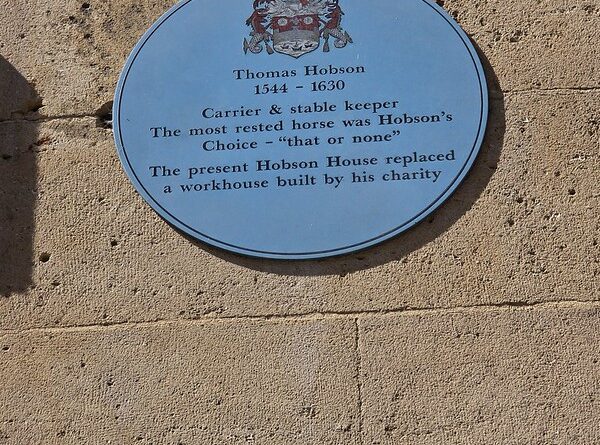 Thomas Hobson
1544 – 1630
Carrier & stable keeper
The most rested horse was Hobson's
Choice – "that or none"
The present Hobson House replaced
a workhouse built by his charity